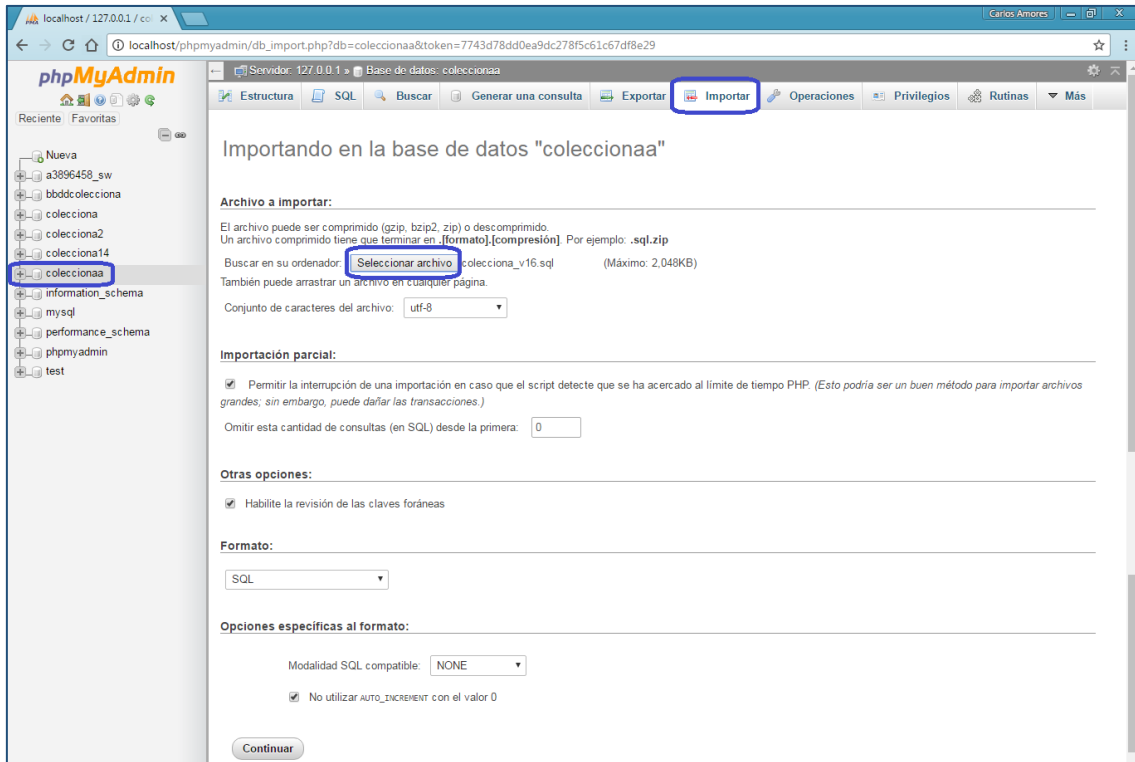 localhost / 127.0.0.1 / co
Carlos Amores
localhost/phpmyadmin/db_import.php?db=coleccionaa&token=7743d78dd0ea9dc278f5c61c67df8e29
phpMyAdmin
Reciente Favoritas
Nueva
a3896458_sw
bbddcolecciona
colecciona
colecciona2
colecciona14
coleccionaa
information_schema
mysql
performance_schema
phpmyadmin
test
Servidor: 127.0.0.1 » Base de datos: coleccionaa
Estructura SQL Buscar Generar una consulta Exportar Importar Operaciones Privilegios Rutinas Más
Importando en la base de datos "coleccionaa"
Archivo a importar:
El archivo puede ser comprimido (gzip, bzip2, zip) o descomprimido.
Un archivo comprimido tiene que terminar en .[formato].[compresión]. Por ejemplo: .sql.zip
Buscar en su ordenador: Seleccionar archivo colecciona_v16.sql (Máximo: 2,048KB)
También puede arrastrar un archivo en cualquier página.
Conjunto de caracteres del archivo: utf-8
Importación parcial:
Permitir la interrupción de una importación en caso que el script detecte que se ha acercado al límite de tiempo PHP. (Esto podría ser un buen método para importar archivos
grandes; sin embargo, puede dañar las transacciones.)
Omitir esta cantidad de consultas (en SQL) desde la primera: 0
Otras opciones:
Habilite la revisión de las claves foráneas
Formato:
SQL
Opciones específicas al formato:
Modalidad SQL compatible: NONE
No utilizar AUTO_INCREMENT con el valor 0
Continuar